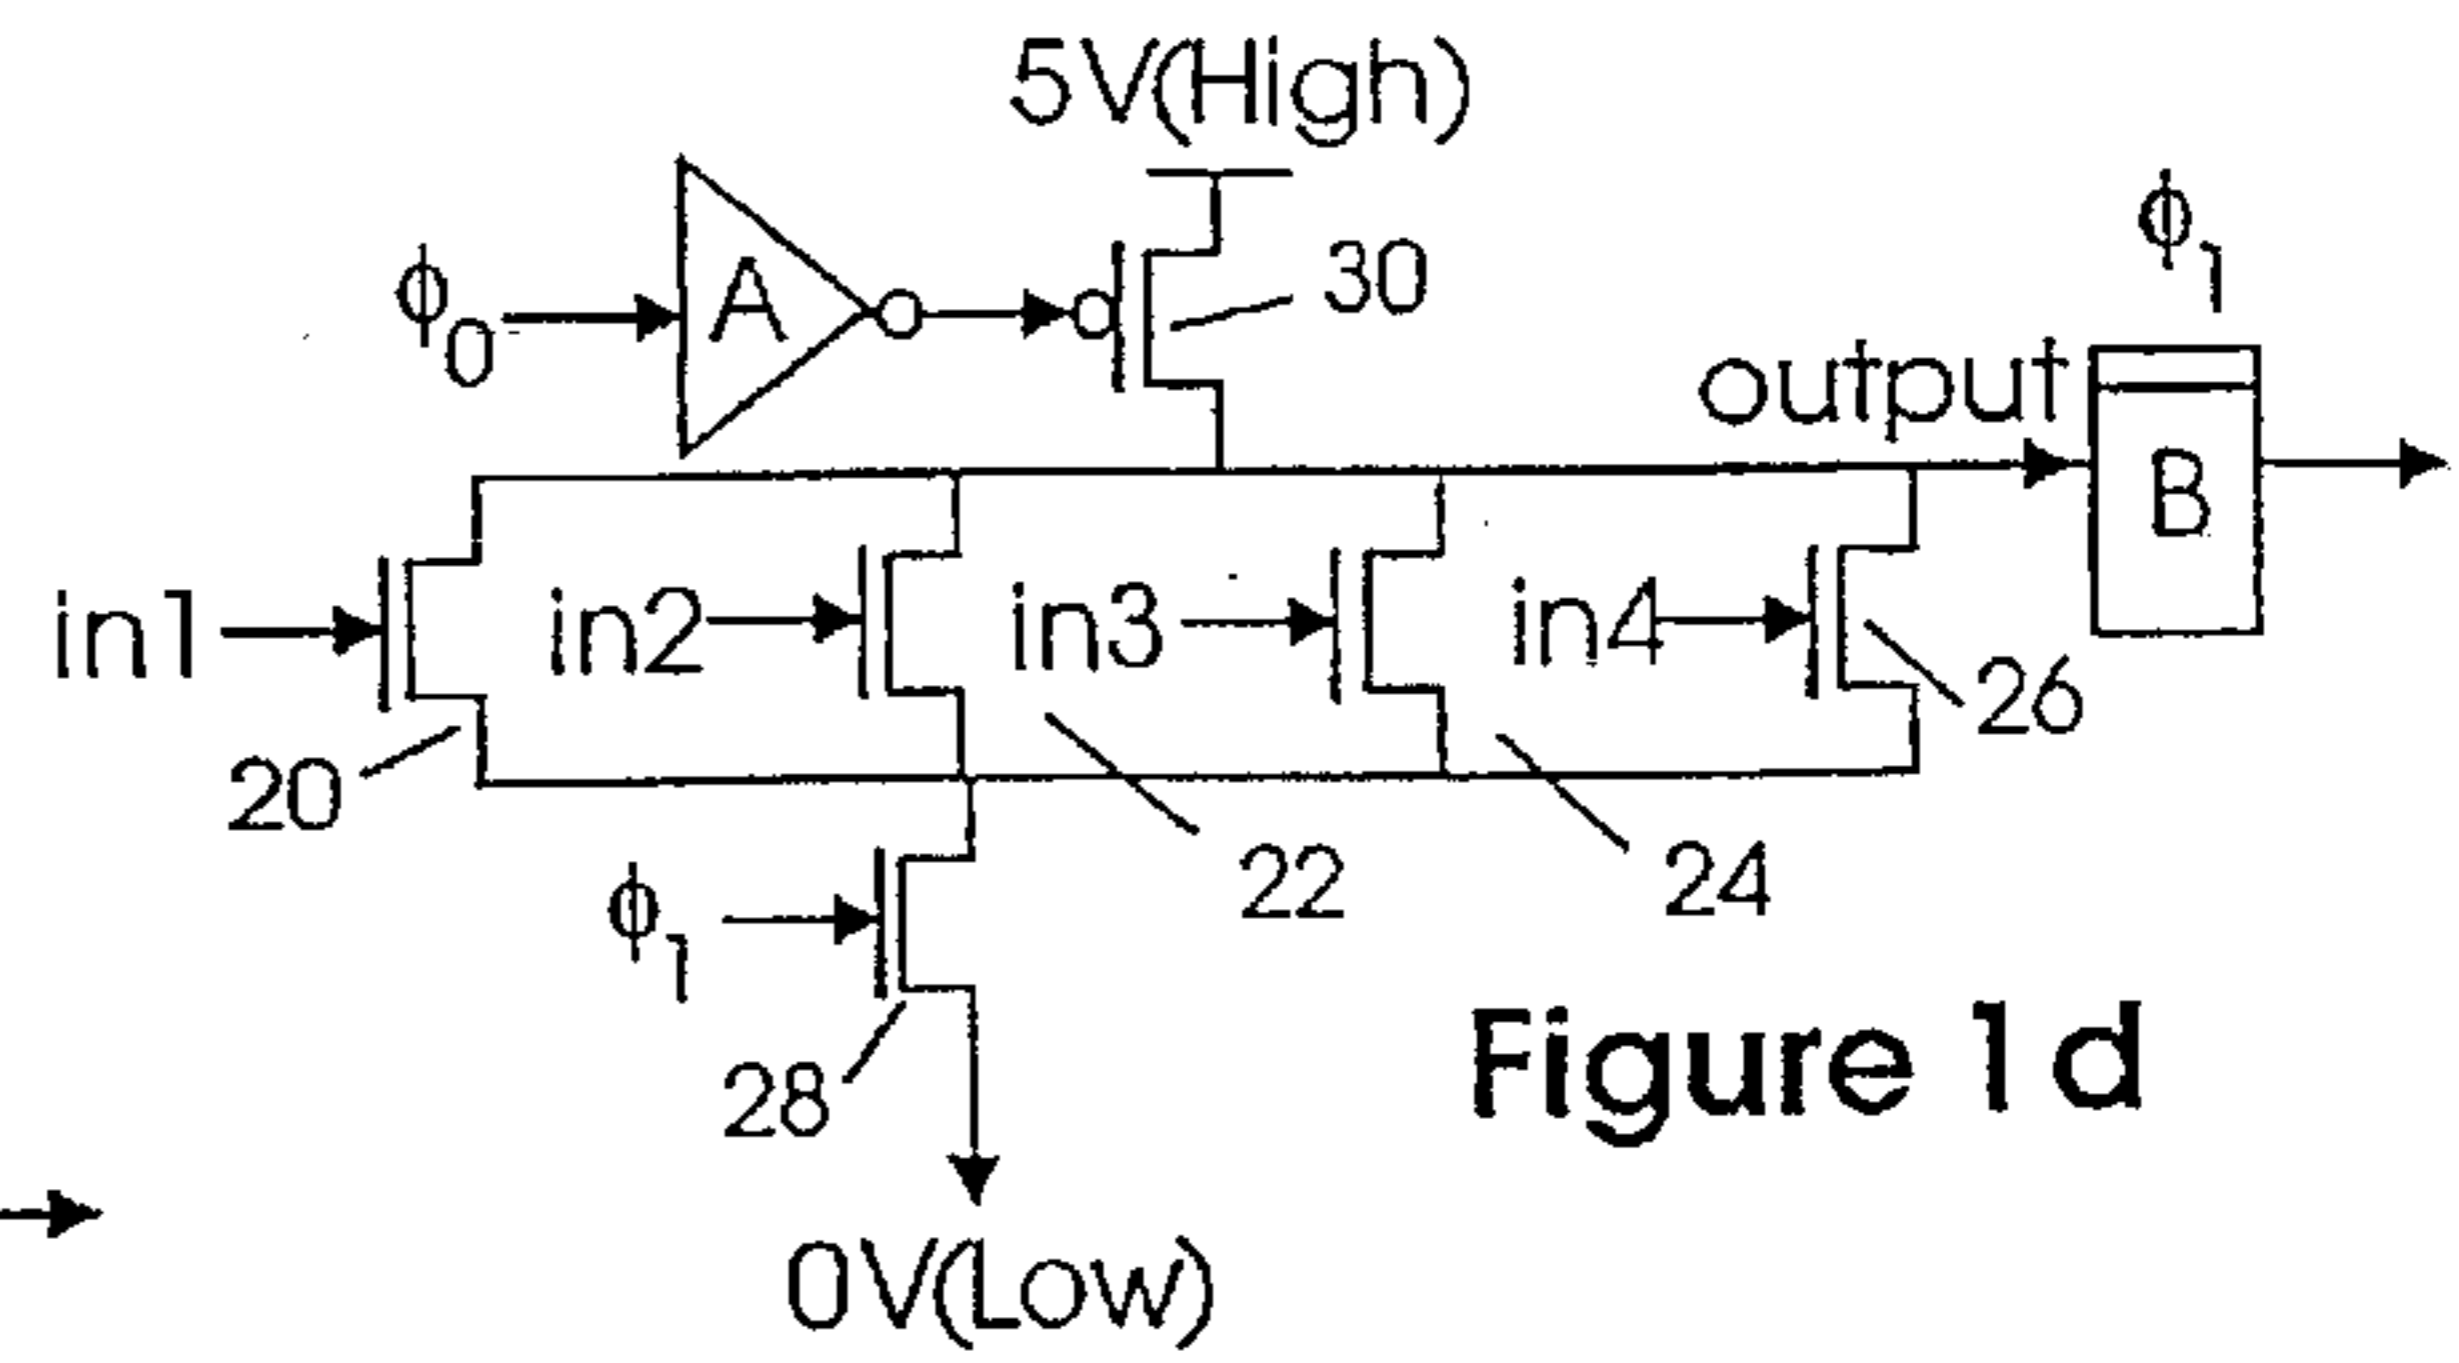 5V(High)
ϕ1
ϕ0
A
30
output
B
in1
in2
in3
in4
26
20
22
24
ϕ1
28
Figure 1d
0V(Low)